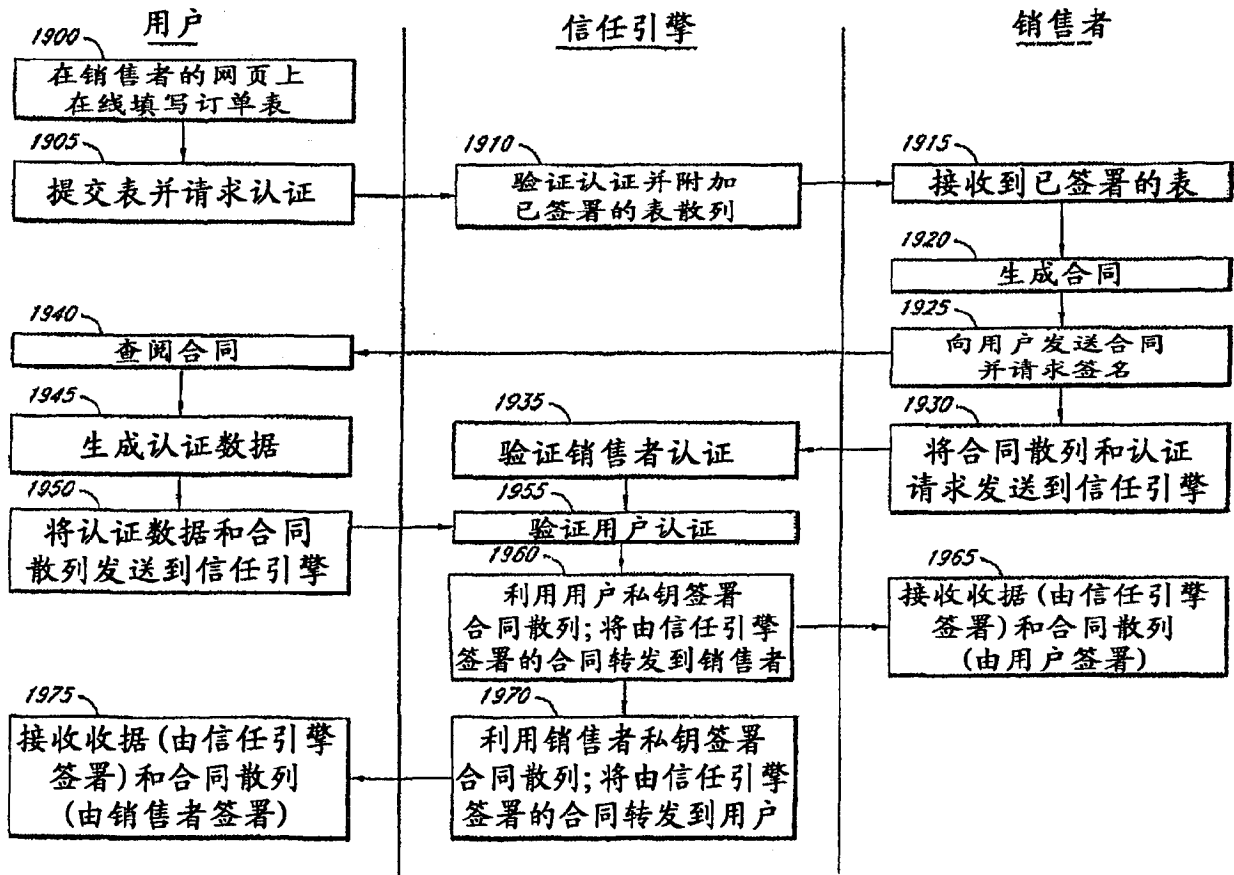 用户
信任引擎
销售者
1900
在销售者的网页上
在线填写订单表
1905
提交表并请求认证
1910
验证认证并附加
已签署的表散列
1915
接收到已签署的表
1920
生成合同
1925
向用户发送合同
并请求签名
1940
查阅合同
1945
生成认证数据
1935
验证销售者认证
1930
将合同散列和认证
请求发送到信任引擎
1950
将认证数据和合同
散列发送到信任引擎
1955
验证用户认证
1960
利用用户私钥签署
合同散列;将由信任引擎
签署的合同转发到销售者
1965
接收收据(由信任引擎
签署)和合同散列
(由用户签署)
1970
利用销售者私钥签署
合同散列;将由信任引擎
签署的合同转发到用户
1975
接收收据(由信任引擎
签署)和合同散列
(由销售者签署)